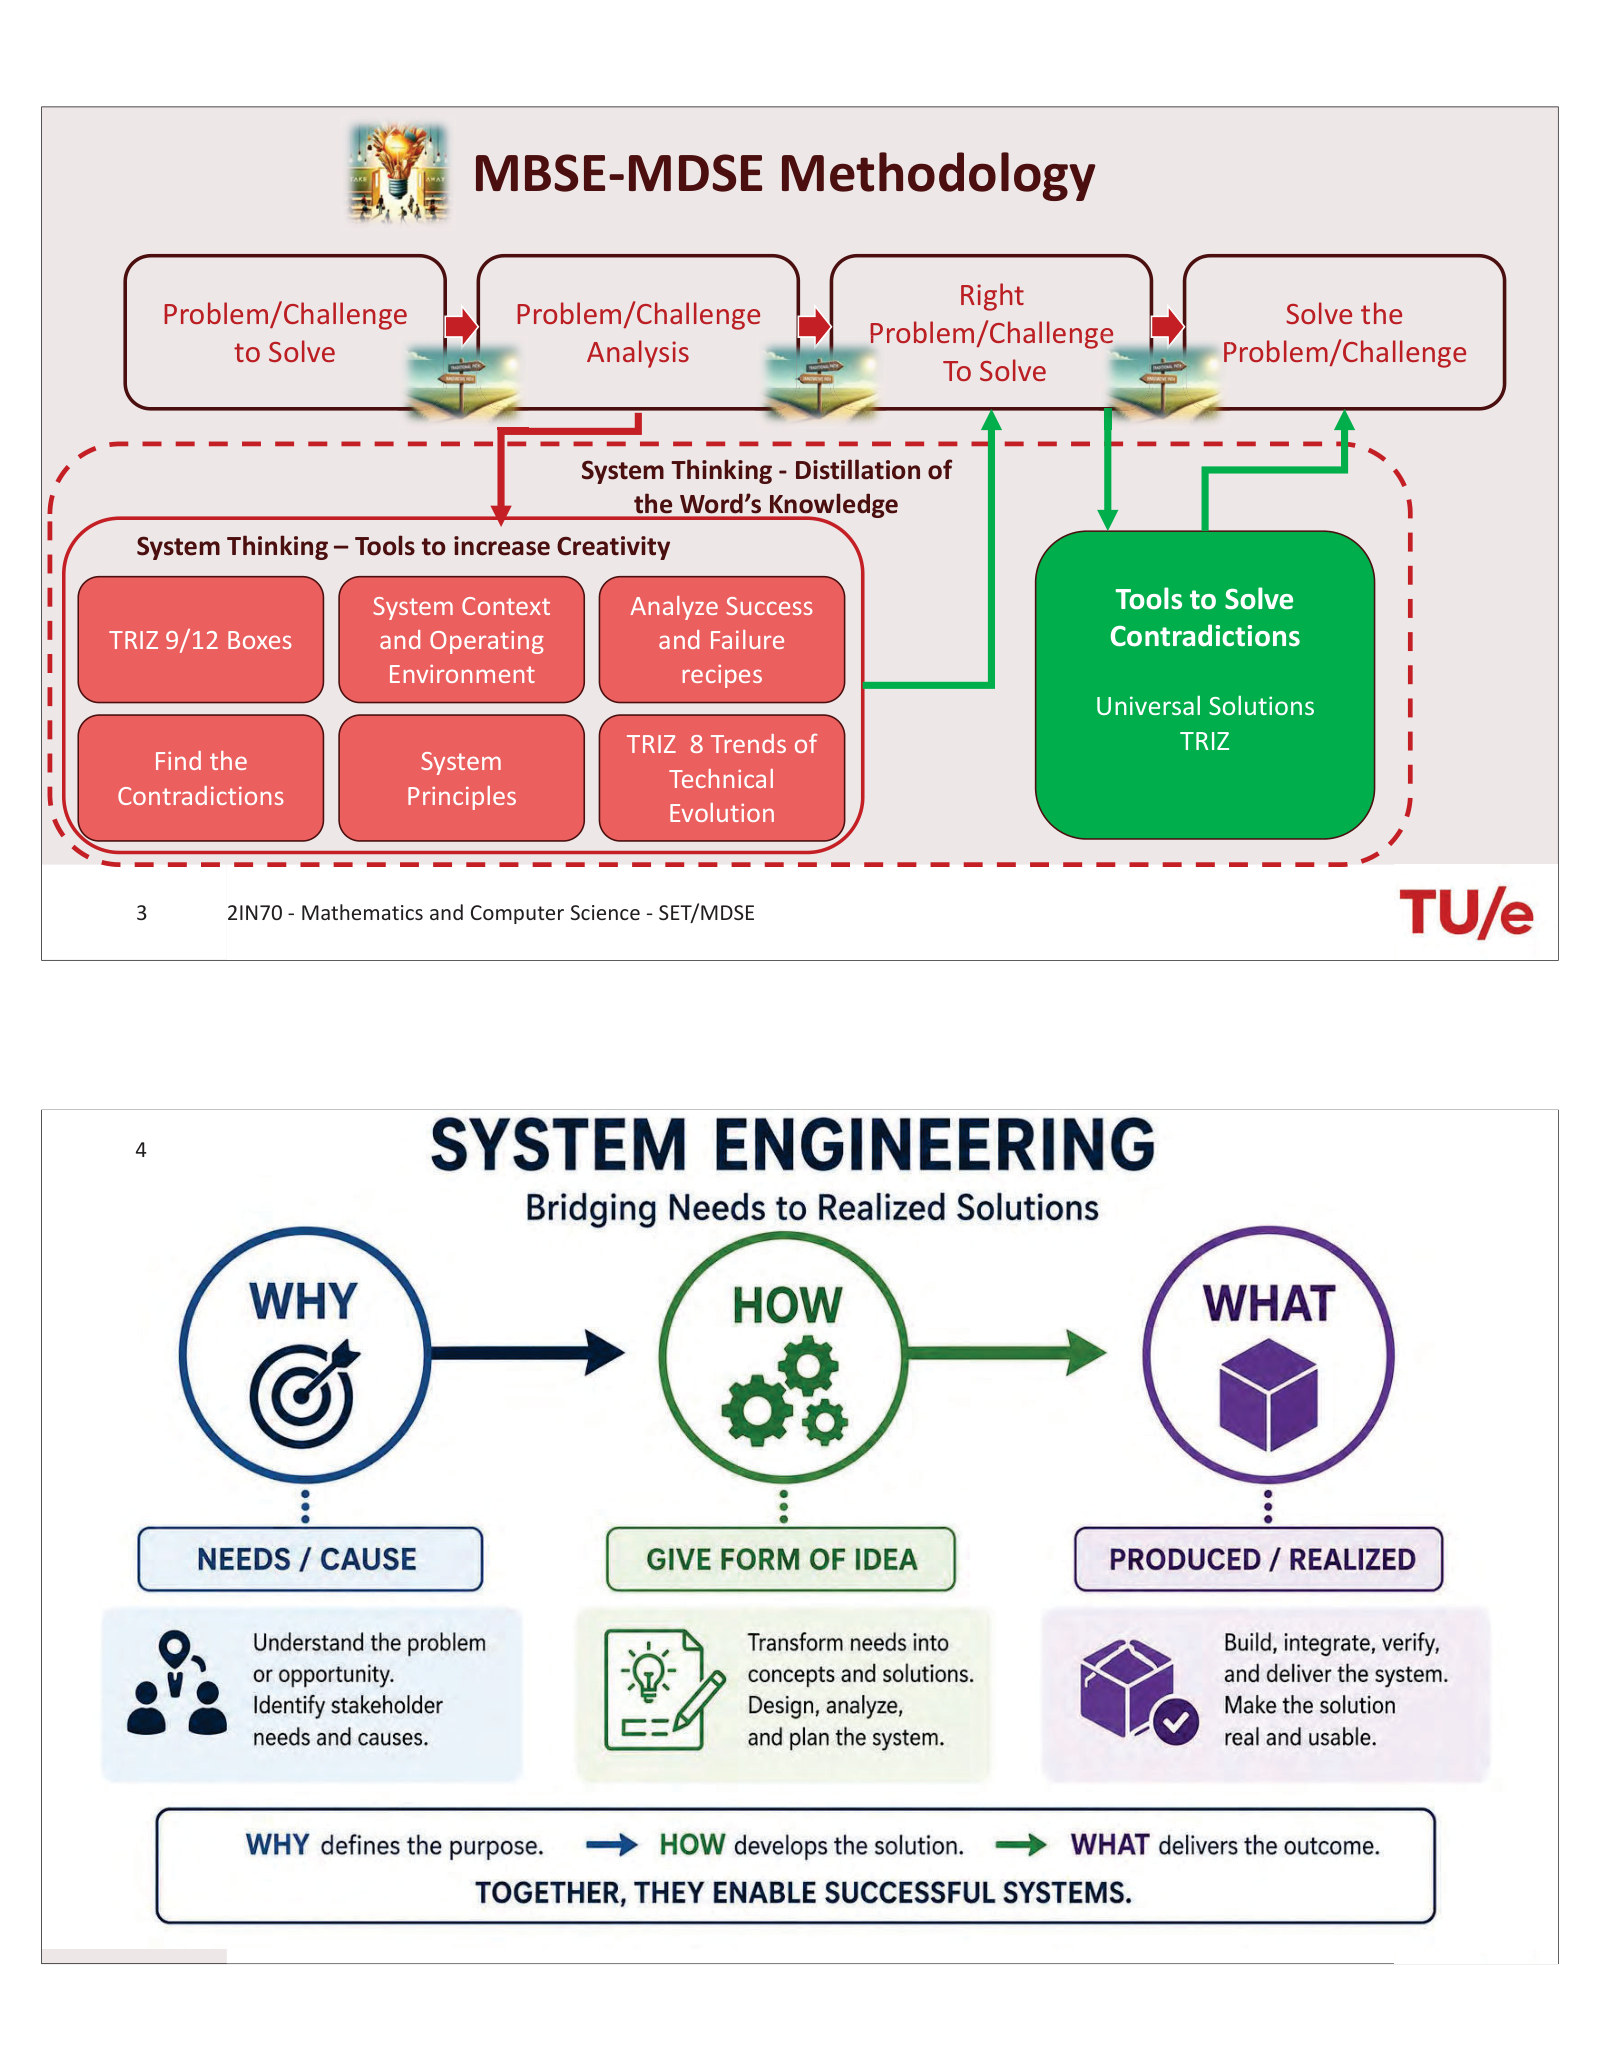 MBSE-MDSE Methodology
Problem/Challenge
to Solve
Problem/Challenge
Analysis
Right
Problem/Challenge
To Solve
Solve the
Problem/Challenge
System Thinking - Distillation of
the Word's Knowledge
System Thinking – Tools to increase Creativity
TRIZ 9/12 Boxes
System Context
and Operating
Environment
Analyze Success
and Failure
recipes
Find the
Contradictions
System
Principles
TRIZ  8 Trends of
Technical
Evolution
Tools to Solve
Contradictions
Universal Solutions
TRIZ
3
2IN70 - Mathematics and Computer Science - SET/MDSE
TU/e
4
SYSTEM ENGINEERING
Bridging Needs to Realized Solutions
WHY
HOW
WHAT
NEEDS / CAUSE
GIVE FORM OF IDEA
PRODUCED / REALIZED
Understand the problem
or opportunity.
Identify stakeholder
needs and causes.
Transform needs into
concepts and solutions.
Design, analyze,
and plan the system.
Build, integrate, verify,
and deliver the system.
Make the solution
real and usable.
WHY defines the purpose. HOW develops the solution. WHAT delivers the outcome.
TOGETHER, THEY ENABLE SUCCESSFUL SYSTEMS.